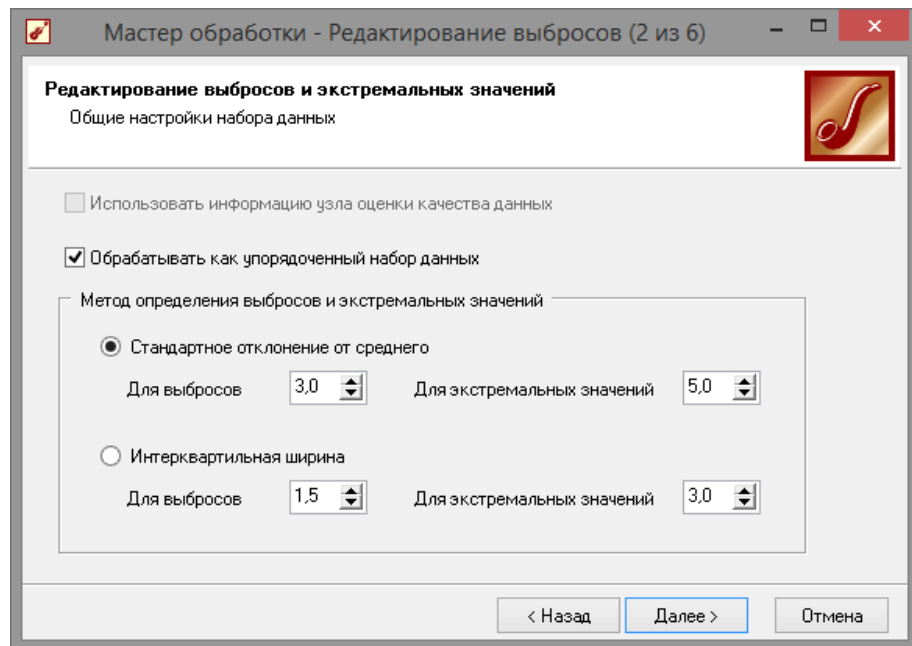 Мастер обработки - Редактирование выбросов (2 из 6)
Редактирование выбросов и экстремальных значений
Общие настройки набора данных
Использовать информацию узла оценки качества данных
Обрабатывать как упорядоченный набор данных
Метод определения выбросов и экстремальных значений
Стандартное отклонение от среднего
Для выбросов 3,0 Для экстремальных значений 5,0
Интерквартильная ширина
Для выбросов 1,5 Для экстремальных значений 3,0
< Назад Далее > Отмена